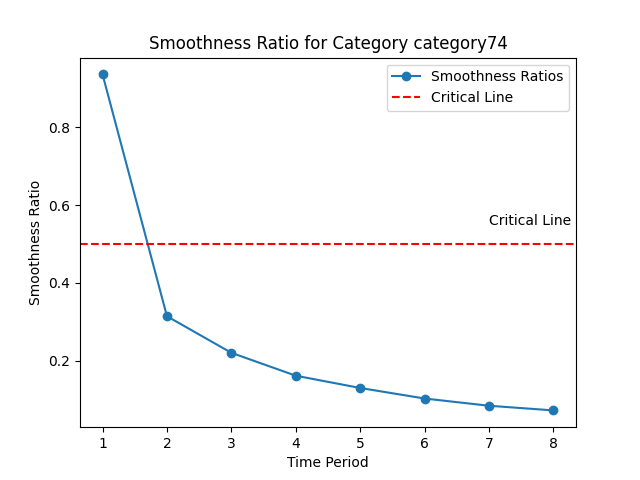 Smoothness Ratio for Category category74
Smoothness Ratios
Critical Line
Critical Line
Smoothness Ratio
0.8
0.6
0.4
0.2
1 2 3 4 5 6 7 8
Time Period